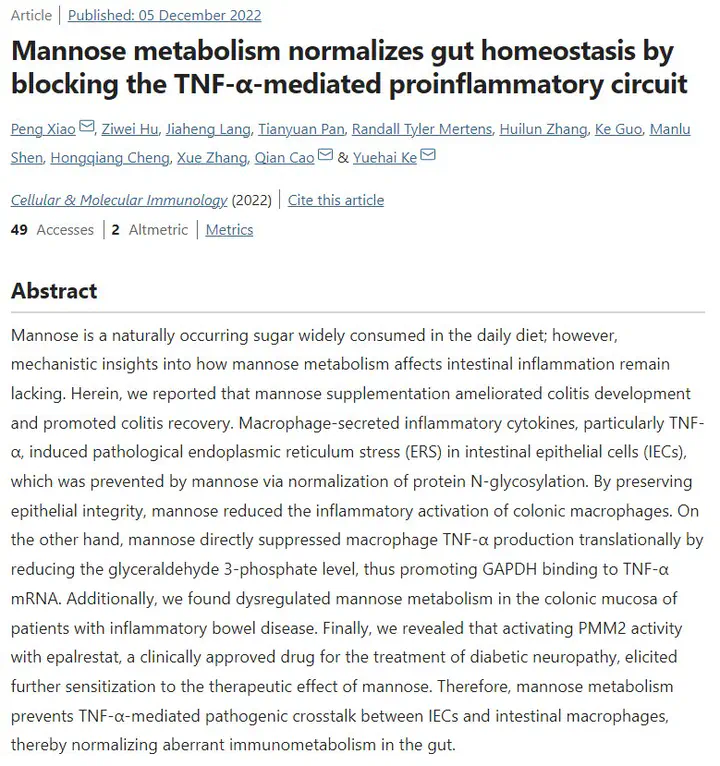 Article | Published: 05 December 2022
Mannose metabolism normalizes gut homeostasis by
blocking the TNF-α-mediated proinflammatory circuit
Peng Xiao, Ziwei Hu, Jiaheng Lang, Tianyuan Pan, Randall Tyler Mertens, Huilun Zhang, Ke Guo, Manlu
Shen, Hongqiang Cheng, Xue Zhang, Qian Cao & Yuehai Ke
Cellular & Molecular Immunology (2022) | Cite this article
49 Accesses | 2 Altmetric | Metrics
Abstract
Mannose is a naturally occurring sugar widely consumed in the daily diet; however,
mechanistic insights into how mannose metabolism affects intestinal inflammation remain
lacking. Herein, we reported that mannose supplementation ameliorated colitis development
and promoted colitis recovery. Macrophage-secreted inflammatory cytokines, particularly TNF-
α, induced pathological endoplasmic reticulum stress (ERS) in intestinal epithelial cells (IECs),
which was prevented by mannose via normalization of protein N-glycosylation. By preserving
epithelial integrity, mannose reduced the inflammatory activation of colonic macrophages. On
the other hand, mannose directly suppressed macrophage TNF-α production translationally by
reducing the glyceraldehyde 3-phosphate level, thus promoting GAPDH binding to TNF-α
mRNA. Additionally, we found dysregulated mannose metabolism in the colonic mucosa of
patients with inflammatory bowel disease. Finally, we revealed that activating PMM2 activity
with epalrestat, a clinically approved drug for the treatment of diabetic neuropathy, elicited
further sensitization to the therapeutic effect of mannose. Therefore, mannose metabolism
prevents TNF-α-mediated pathogenic crosstalk between IECs and intestinal macrophages,
thereby normalizing aberrant immunometabolism in the gut.